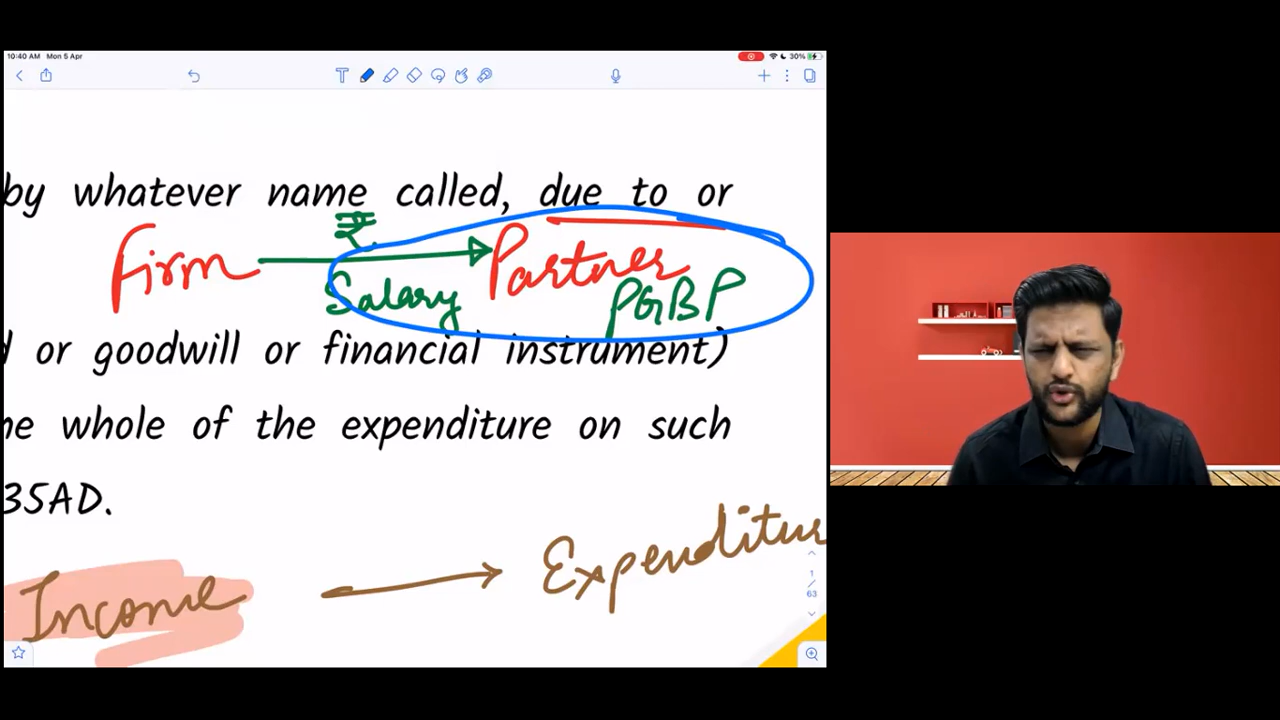 10:40 AM Mon 5 Apr 30%
by whatever name called, due to or
₹
Firm Partner
Salary PGBP
d or goodwill or financial instrument)
he whole of the expenditure on such
35AD.
Income Expenditur
1
/
63